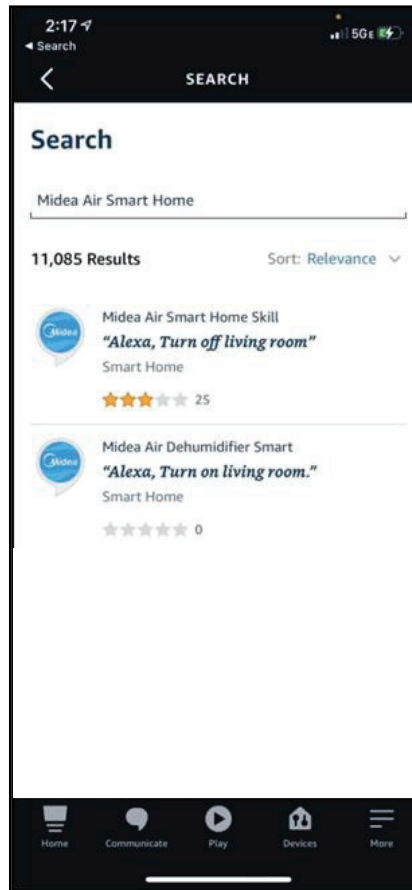 2:17
5GE
◀ Search
SEARCH
Search
Midea Air Smart Home
11,085 Results
Sort: Relevance
Midea Air Smart Home Skill
“Alexa, Turn off living room”
Smart Home
25
Midea
Midea Air Dehumidifier Smart
“Alexa, Turn on living room.”
Smart Home
0
Midea
Home
Communicate
Play
Devices
More